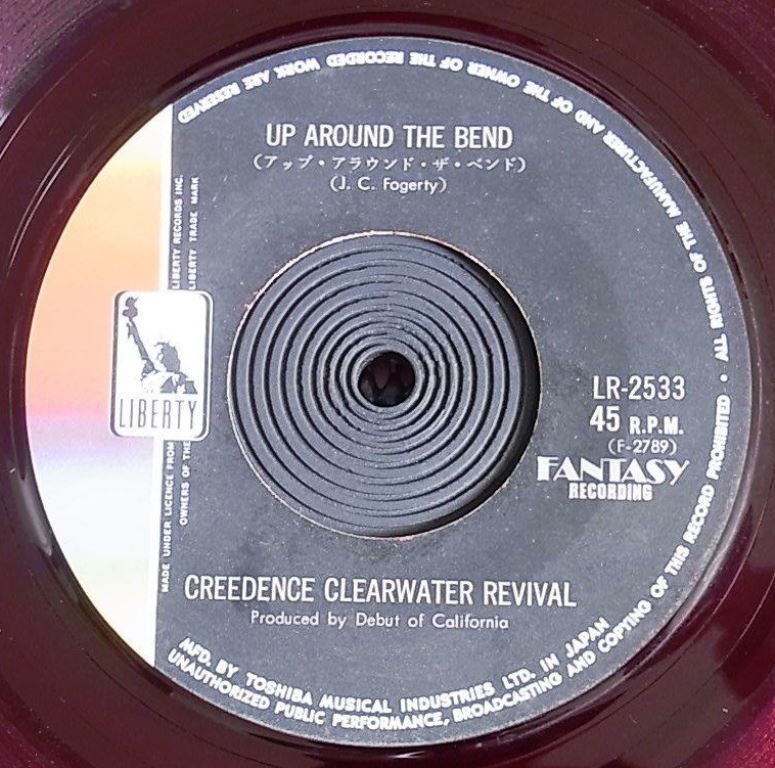 UP AROUND THE BEND
(アップ・アラウンド・ザ・ベンド)
(J. C. Fogerty)
LIBERTY RECORDS INC.
LIBERTY TRADE MARK
LIBERTY
MADE UNDER LICENCE FROM
OWNERS OF THE
LR-2533
45 R.P.M.
(F-2789)
FANTASY
RECORDING
CREEDENCE CLEARWATER REVIVAL
Produced by Debut of California
MFD. BY TOSHIBA MUSICAL INDUSTRIES LTD. IN JAPAN
UNAUTHORIZED PUBLIC PERFORMANCE, BROADCASTING AND COPYING OF THIS RECORD PROHIBITED • ALL RIGHTS OF THE MANUFACTURER AND OF THE OWNER OF THE RECORDED WORK ARE RESERVED